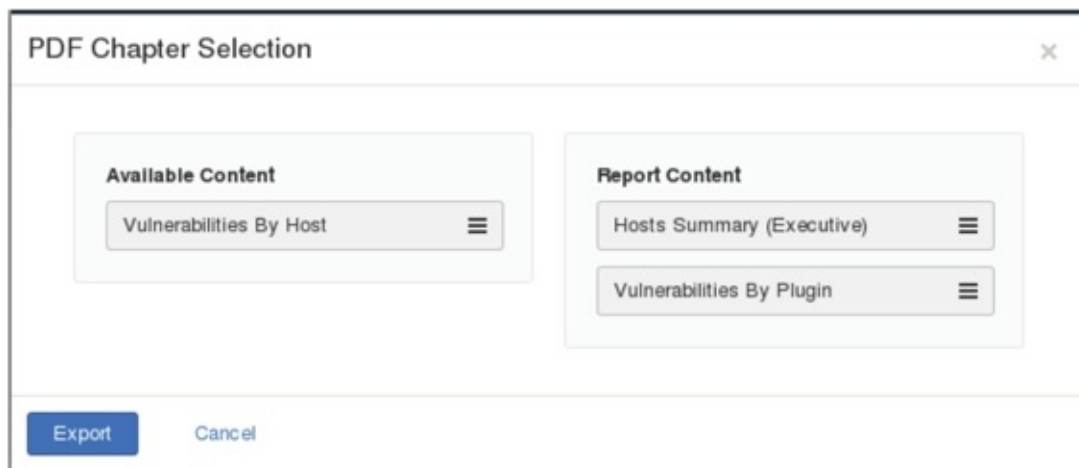 PDF Chapter Selection
×
Available Content
Vulnerabilities By Host
Report Content
Hosts Summary (Executive)
Vulnerabilities By Plugin
Export
Cancel